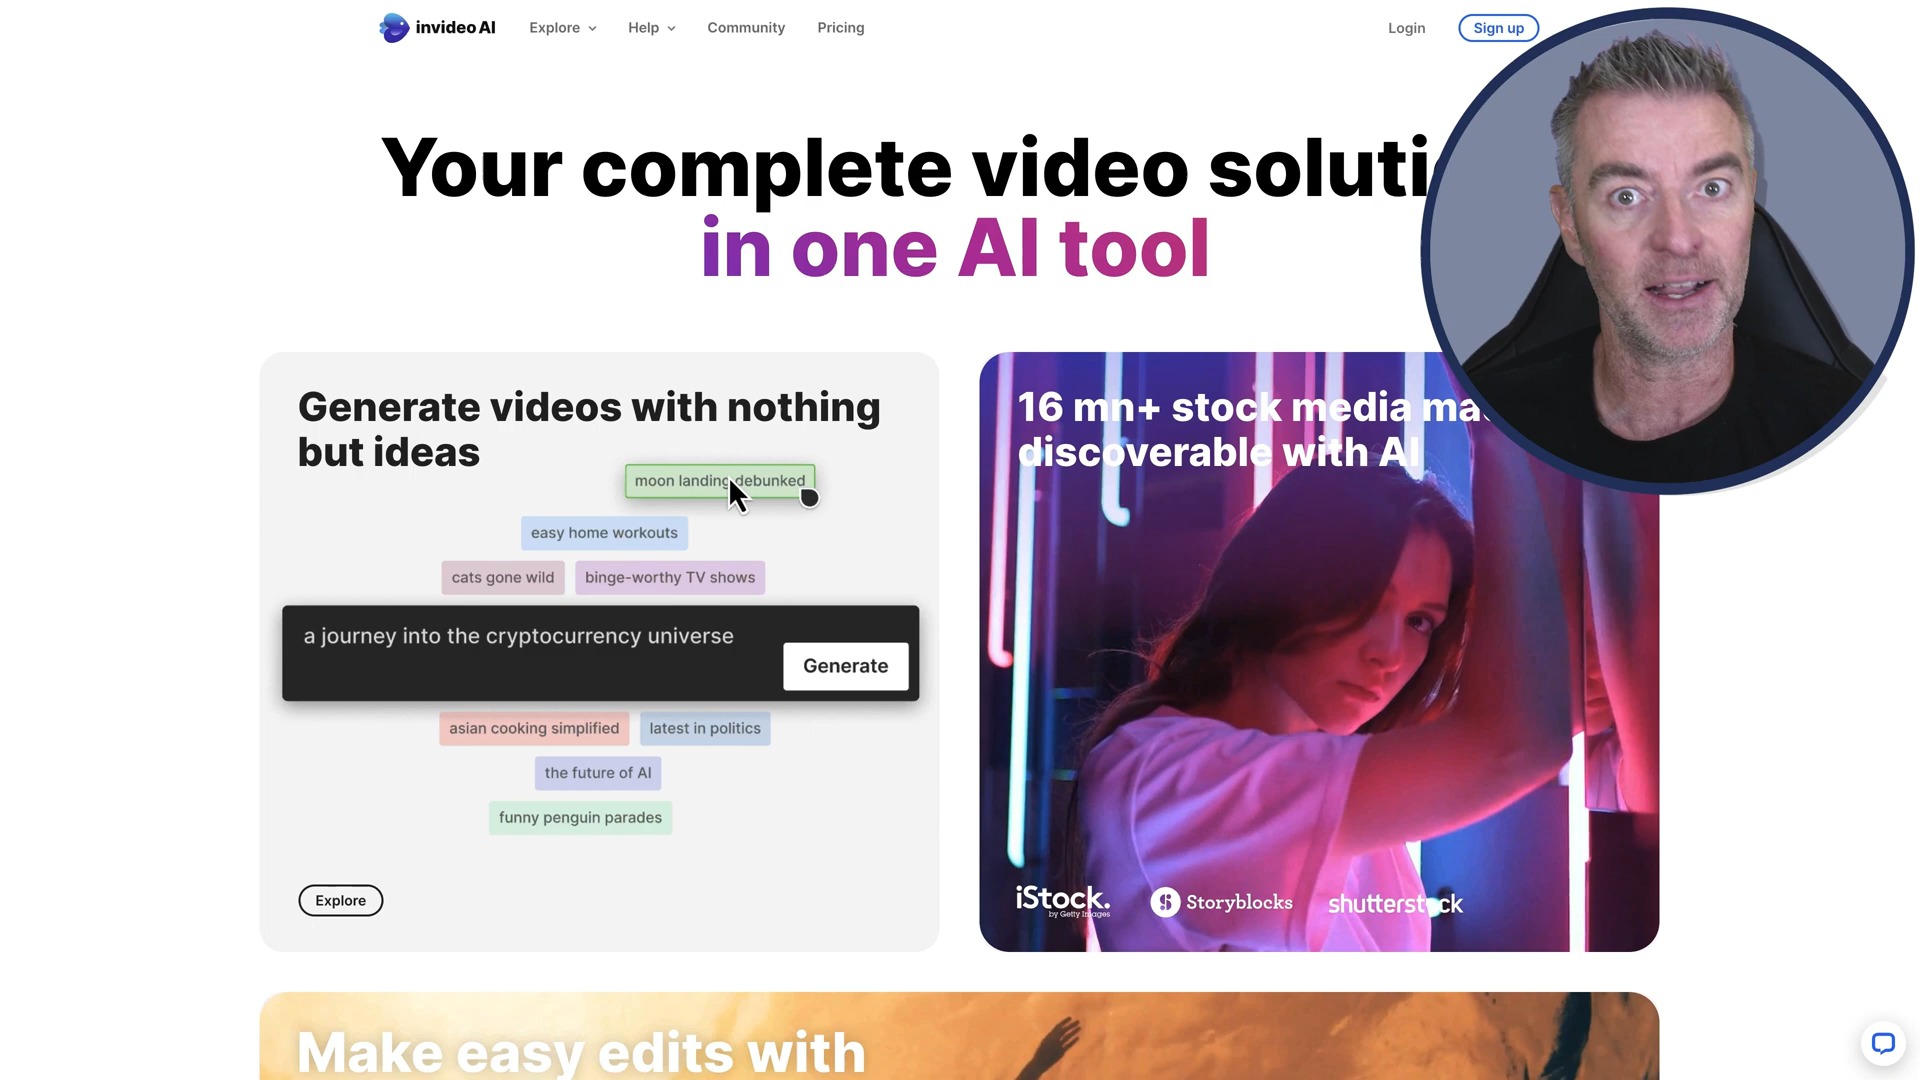 invideo AI
Explore
Help
Community
Pricing
Login
Sign up
Your complete video soluti
in one AI tool
Generate videos with nothing
but ideas
moon landing debunked
easy home workouts
cats gone wild
binge-worthy TV shows
a journey into the cryptocurrency universe
Generate
asian cooking simplified
latest in politics
the future of AI
funny penguin parades
Explore
16 mn+ stock media ma
discoverable with AI
iStock.
by Getty Images
Storyblocks
shutterstock
Make easy edits with